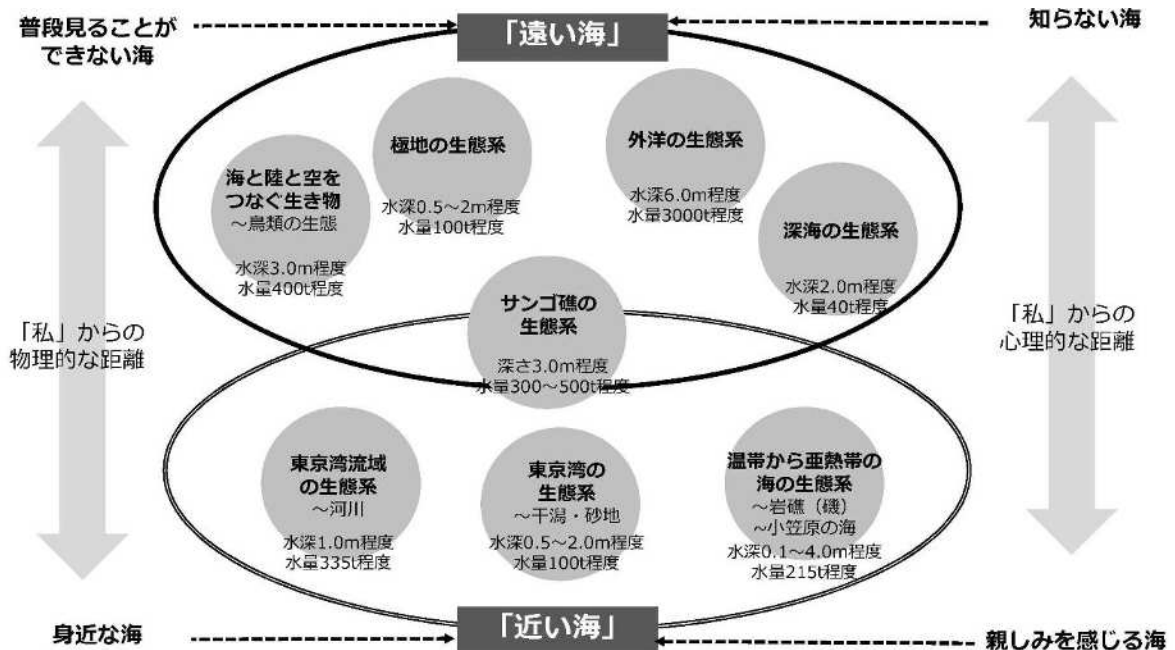 普段見ることが
できない海
「遠い海」
知らない海
極地の生態系
水深0.5～2m程度
水量100t程度
外洋の生態系
水深6.0m程度
水量3000t程度
海と陸と空を
つなぐ生き物
～鳥類の生態
水深3.0m程度
水量400t程度
深海の生態系
水深2.0m程度
水量40t程度
サンゴ礁の
生態系
深さ3.0m程度
水量300～500t程度
「私」からの
物理的な距離
「私」からの
心理的な距離
東京湾流域
の生態系
～河川
水深1.0m程度
水量335t程度
東京湾の
生態系
～干潟・砂地
水深0.5～2.0m程度
水量100t程度
温帯から亜熱帯の
海の生態系
～岩礁（磯）
～小笠原の海
水深0.1～4.0m程度
水量215t程度
身近な海
「近い海」
親しみを感じる海